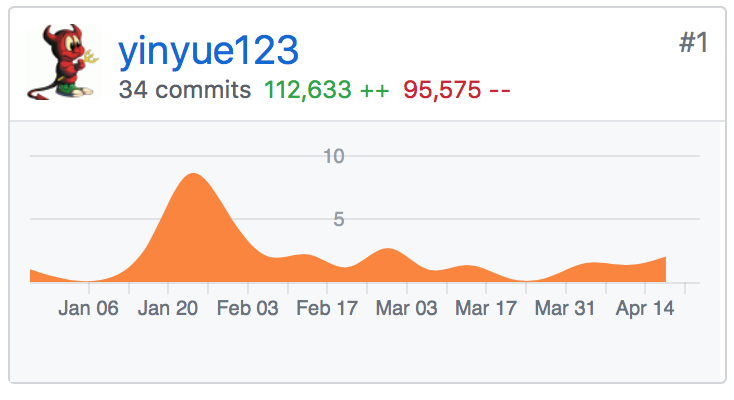 yinyue123
#1
34 commits 112,633 ++ 95,575 --
10
5
Jan 06 Jan 20 Feb 03 Feb 17 Mar 03 Mar 17 Mar 31 Apr 14